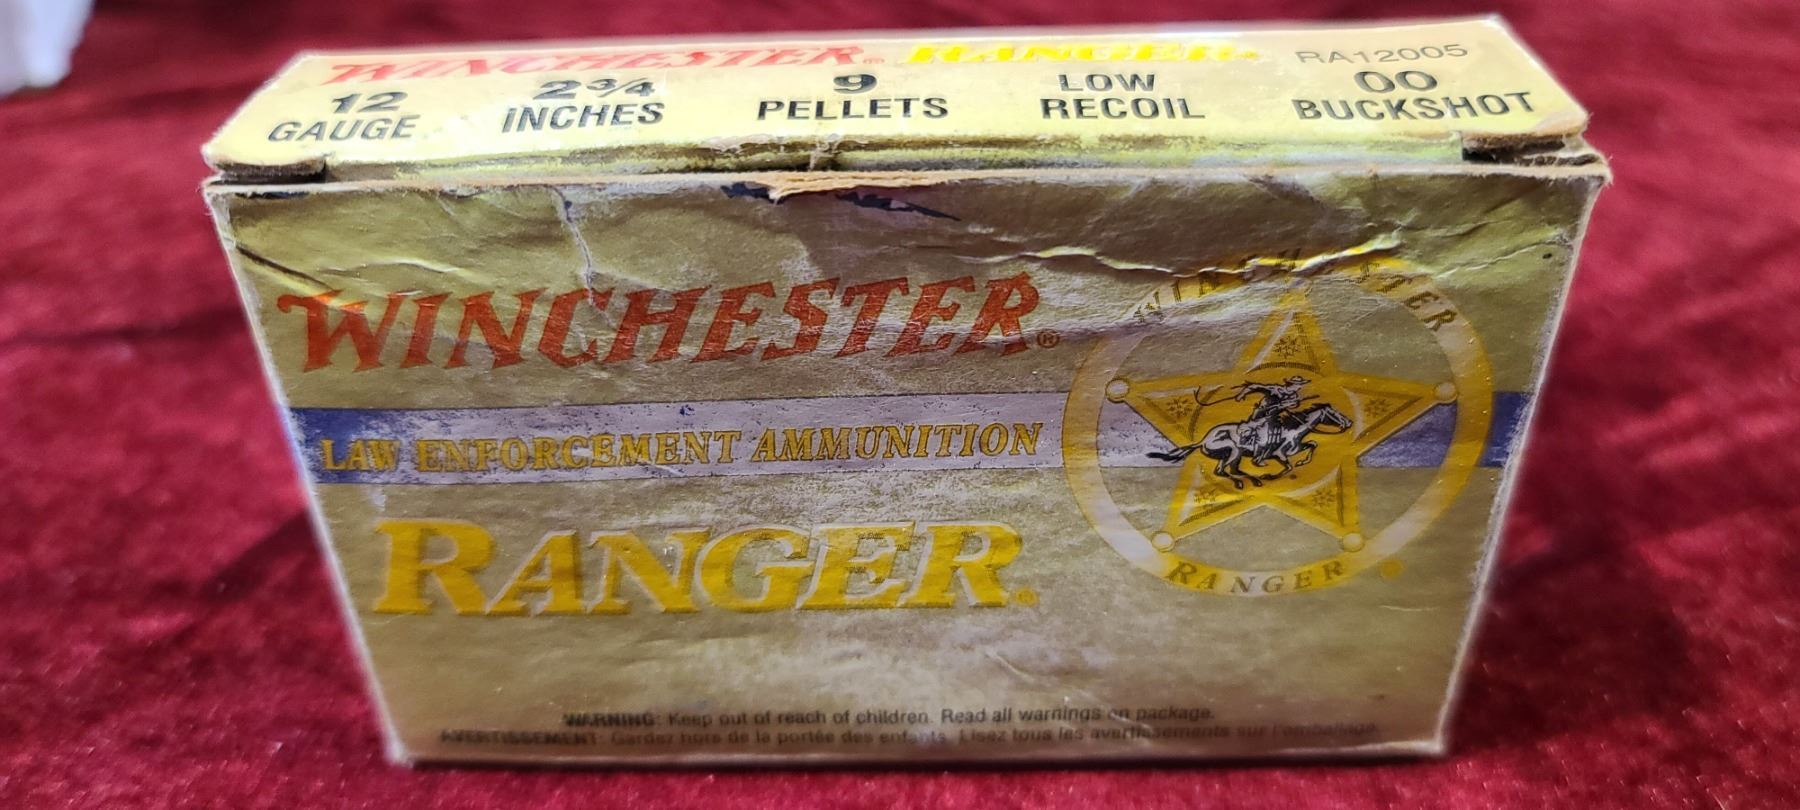 WINCHESTER® RANGER® RA12005
12 GAUGE
2 3/4 INCHES
9 PELLETS
LOW RECOIL
00 BUCKSHOT
WINCHESTER®
LAW ENFORCEMENT AMMUNITION
RANGER®
WINCHESTER
RANGER
WARNING: Keep out of reach of children. Read all warnings on package.
AVERTISSEMENT: Gardez hors de la portée des enfants. Lisez tous les avertissements sur l'emballage.